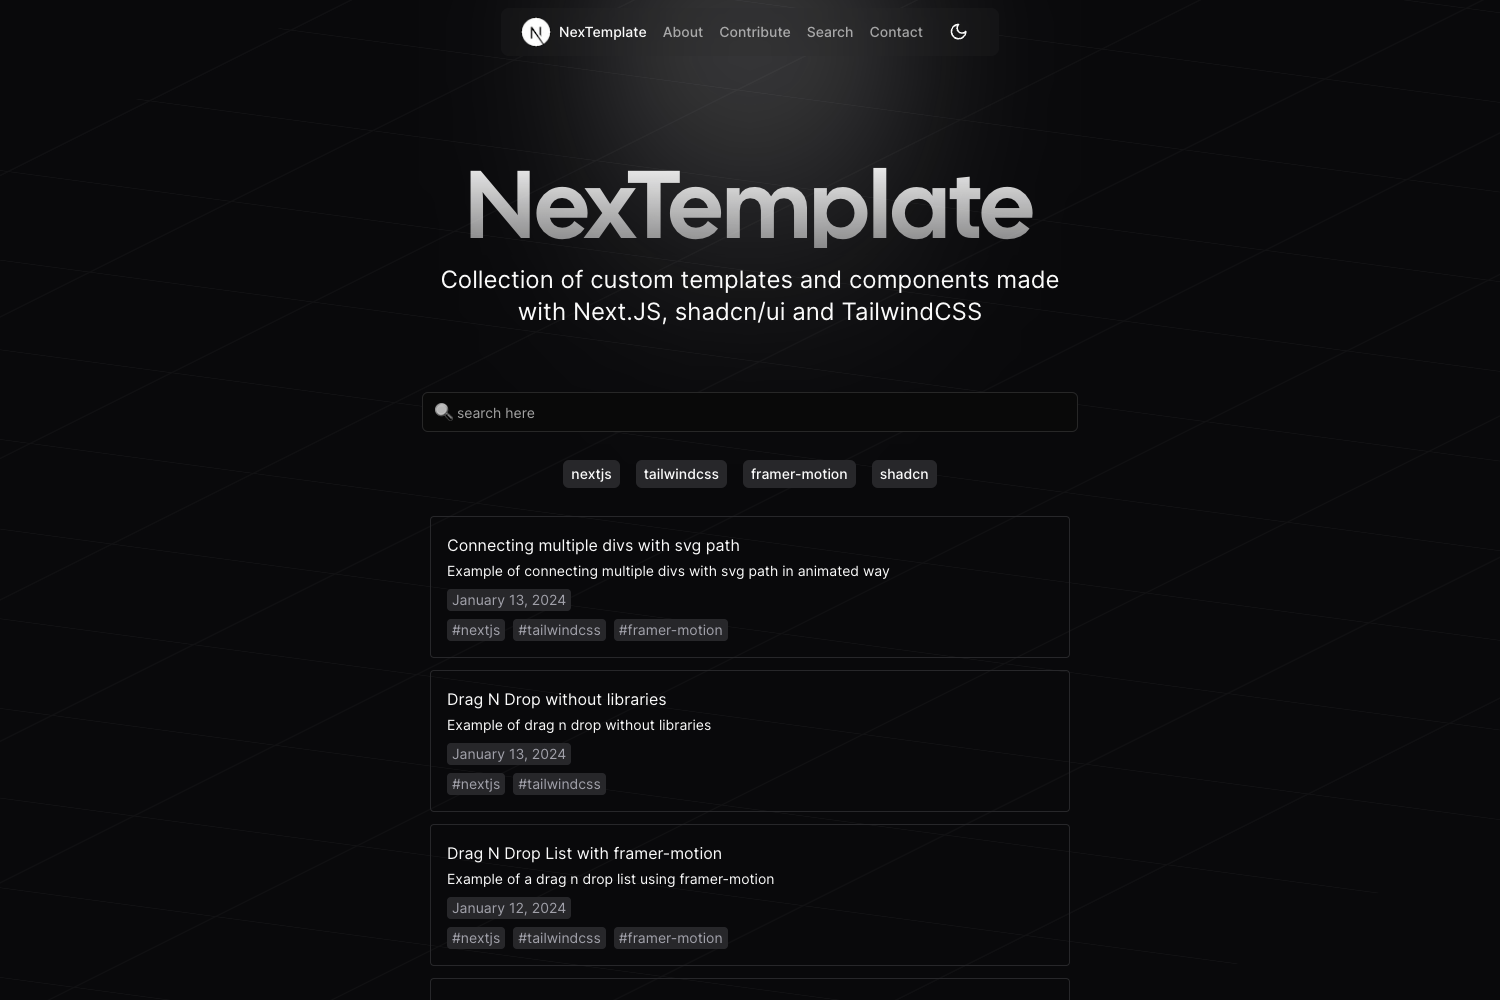 N NexTemplate About Contribute Search Contact
NexTemplate
Collection of custom templates and components made
with Next.JS, shadcn/ui and TailwindCSS
🔍 search here
nextjs tailwindcss framer-motion shadcn
Connecting multiple divs with svg path
Example of connecting multiple divs with svg path in animated way
January 13, 2024
#nextjs #tailwindcss #framer-motion
Drag N Drop without libraries
Example of drag n drop without libraries
January 13, 2024
#nextjs #tailwindcss
Drag N Drop List with framer-motion
Example of a drag n drop list using framer-motion
January 12, 2024
#nextjs #tailwindcss #framer-motion